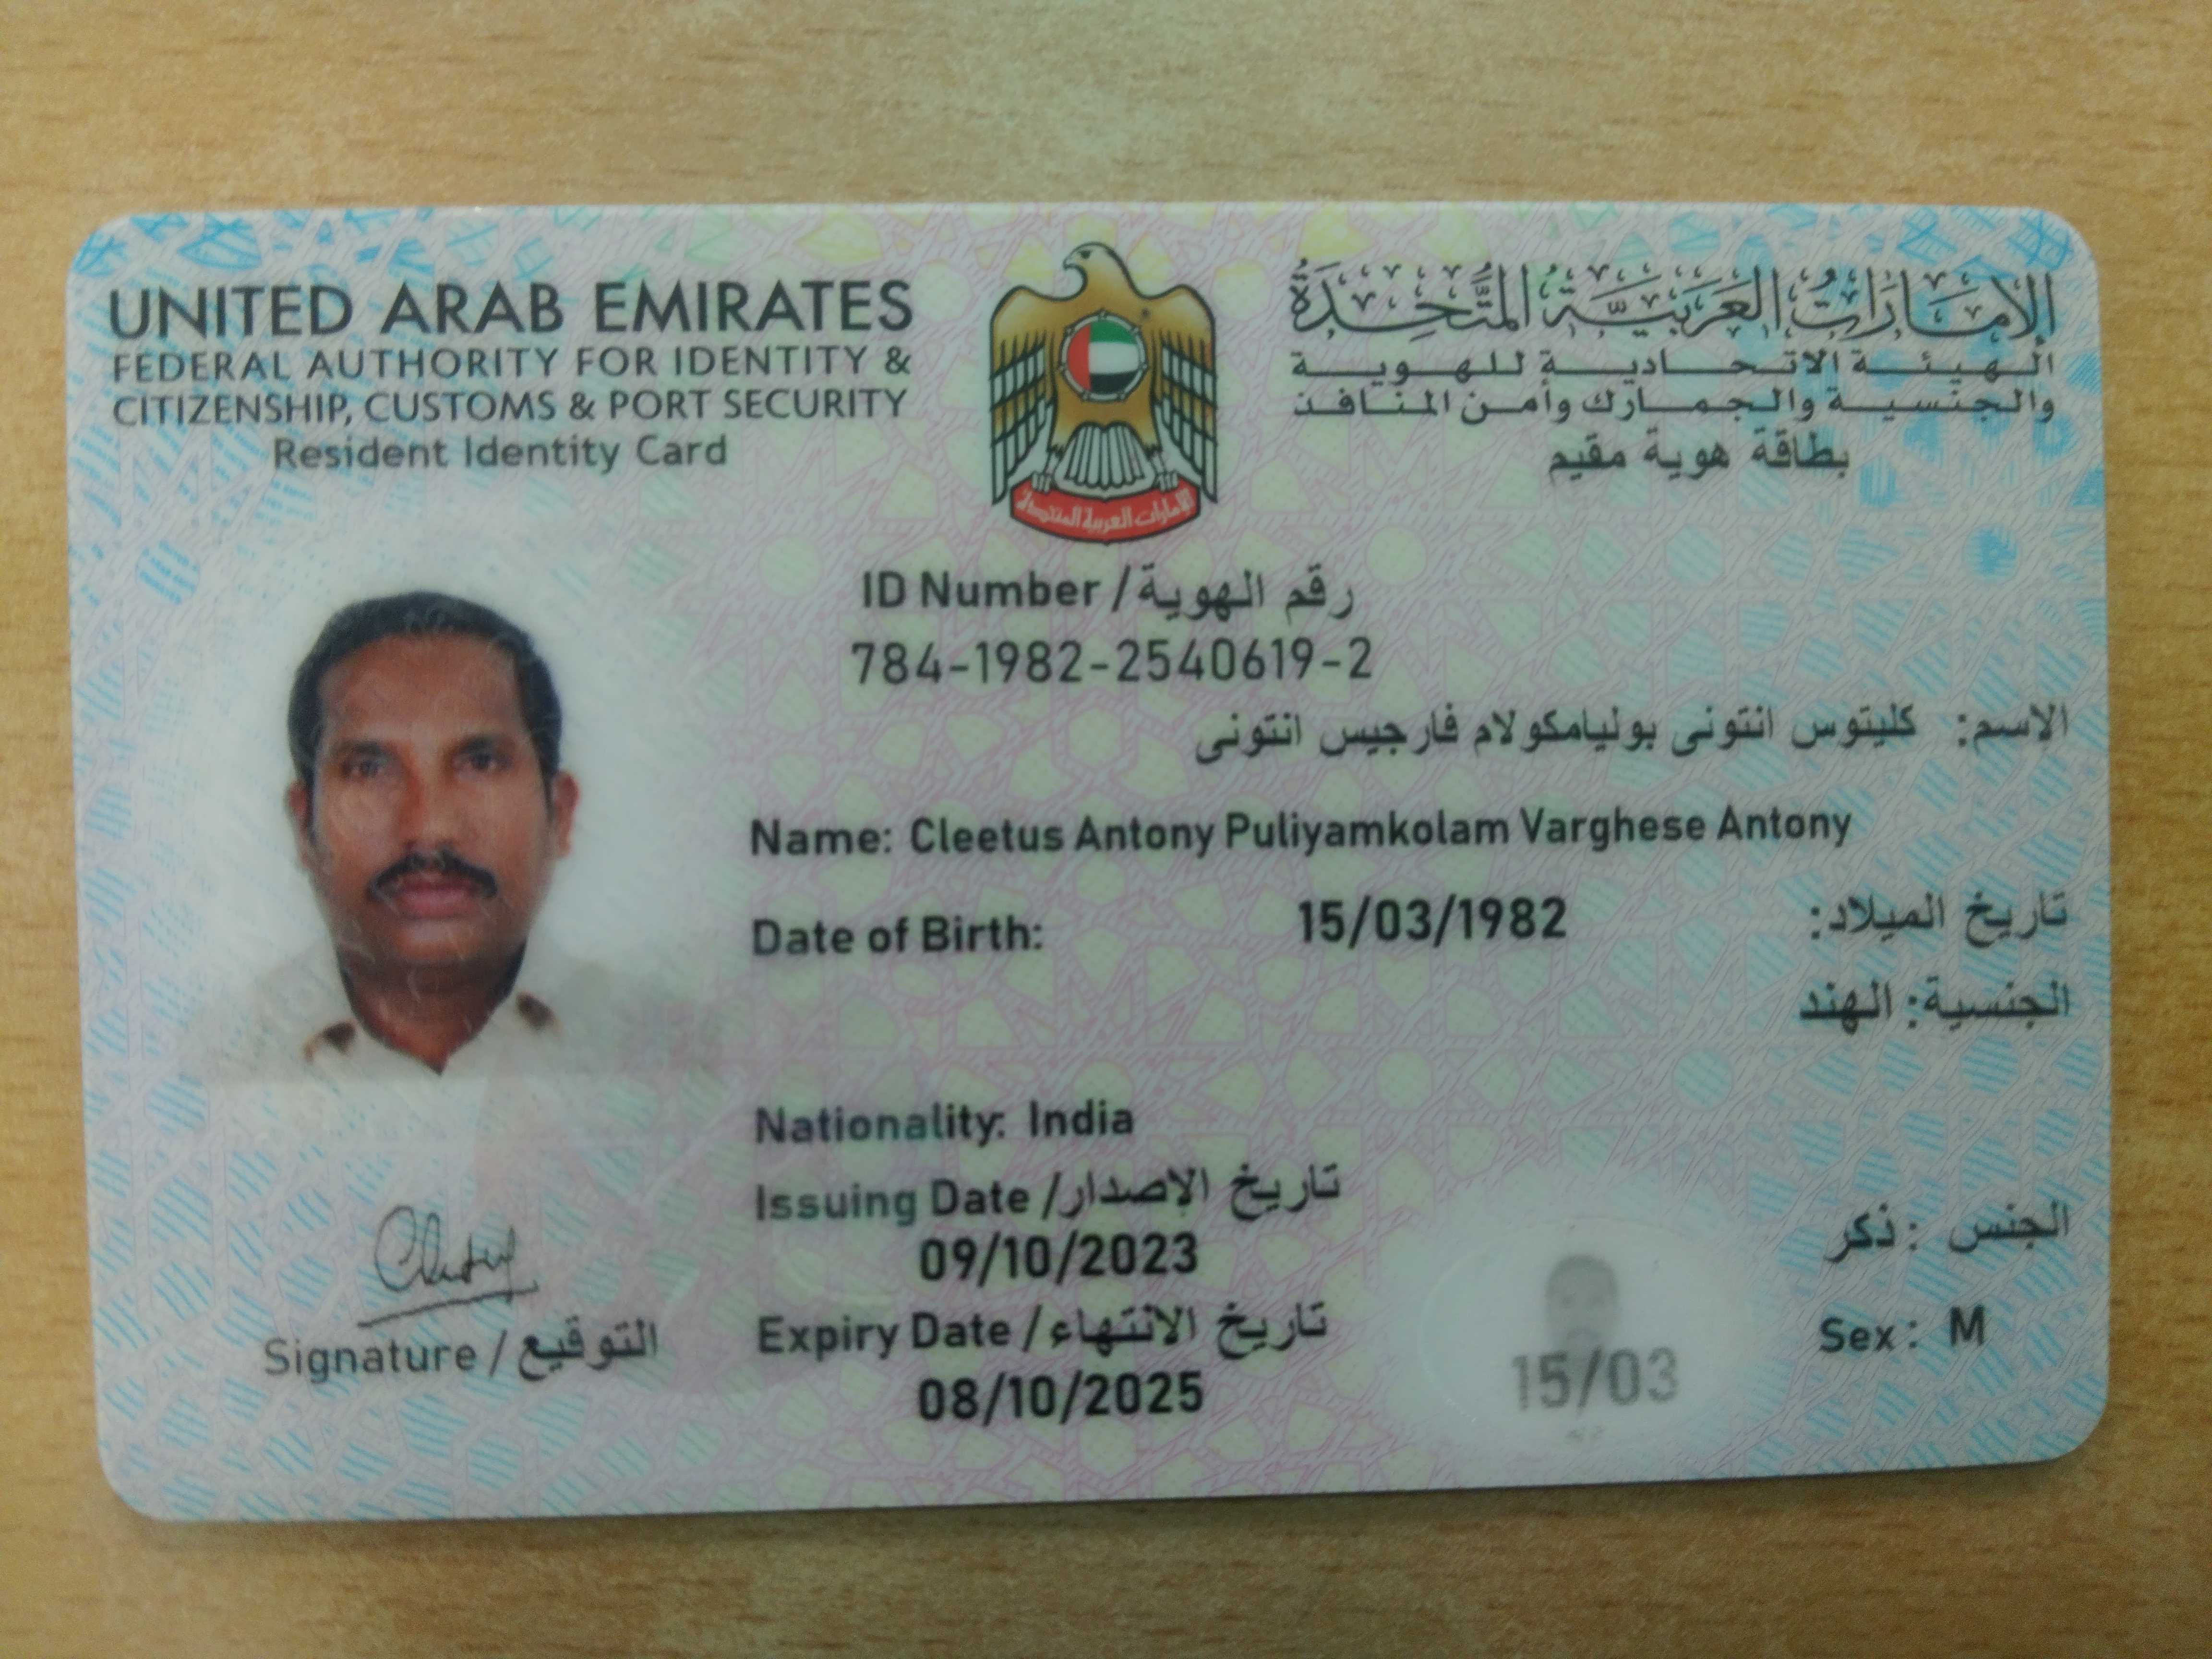 UNITED ARAB EMIRATES
FEDERAL AUTHORITY FOR IDENTITY &
CITIZENSHIP, CUSTOMS & PORT SECURITY
Resident Identity Card
الإمارات العربية المتحدة
الهيئة الاتحادية للهوية
والجنسية والجمارك وأمن المنافذ
بطاقة هوية مقيم
الامارات العربية المتحدة
ID Number / رقم الهوية
784-1982-2540619-2
الاسم: كليتوس انتونى بوليامكولام فارجيس انتونى
Name: Cleetus Antony Puliyamkolam Varghese Antony
Date of Birth: 15/03/1982 تاريخ الميلاد:
الجنسية: الهند
Nationality: India
Issuing Date / تاريخ الإصدار
09/10/2023
Expiry Date / تاريخ الانتهاء
08/10/2025
الجنس : ذكر
Sex : M
15/03
Signature / التوقيع